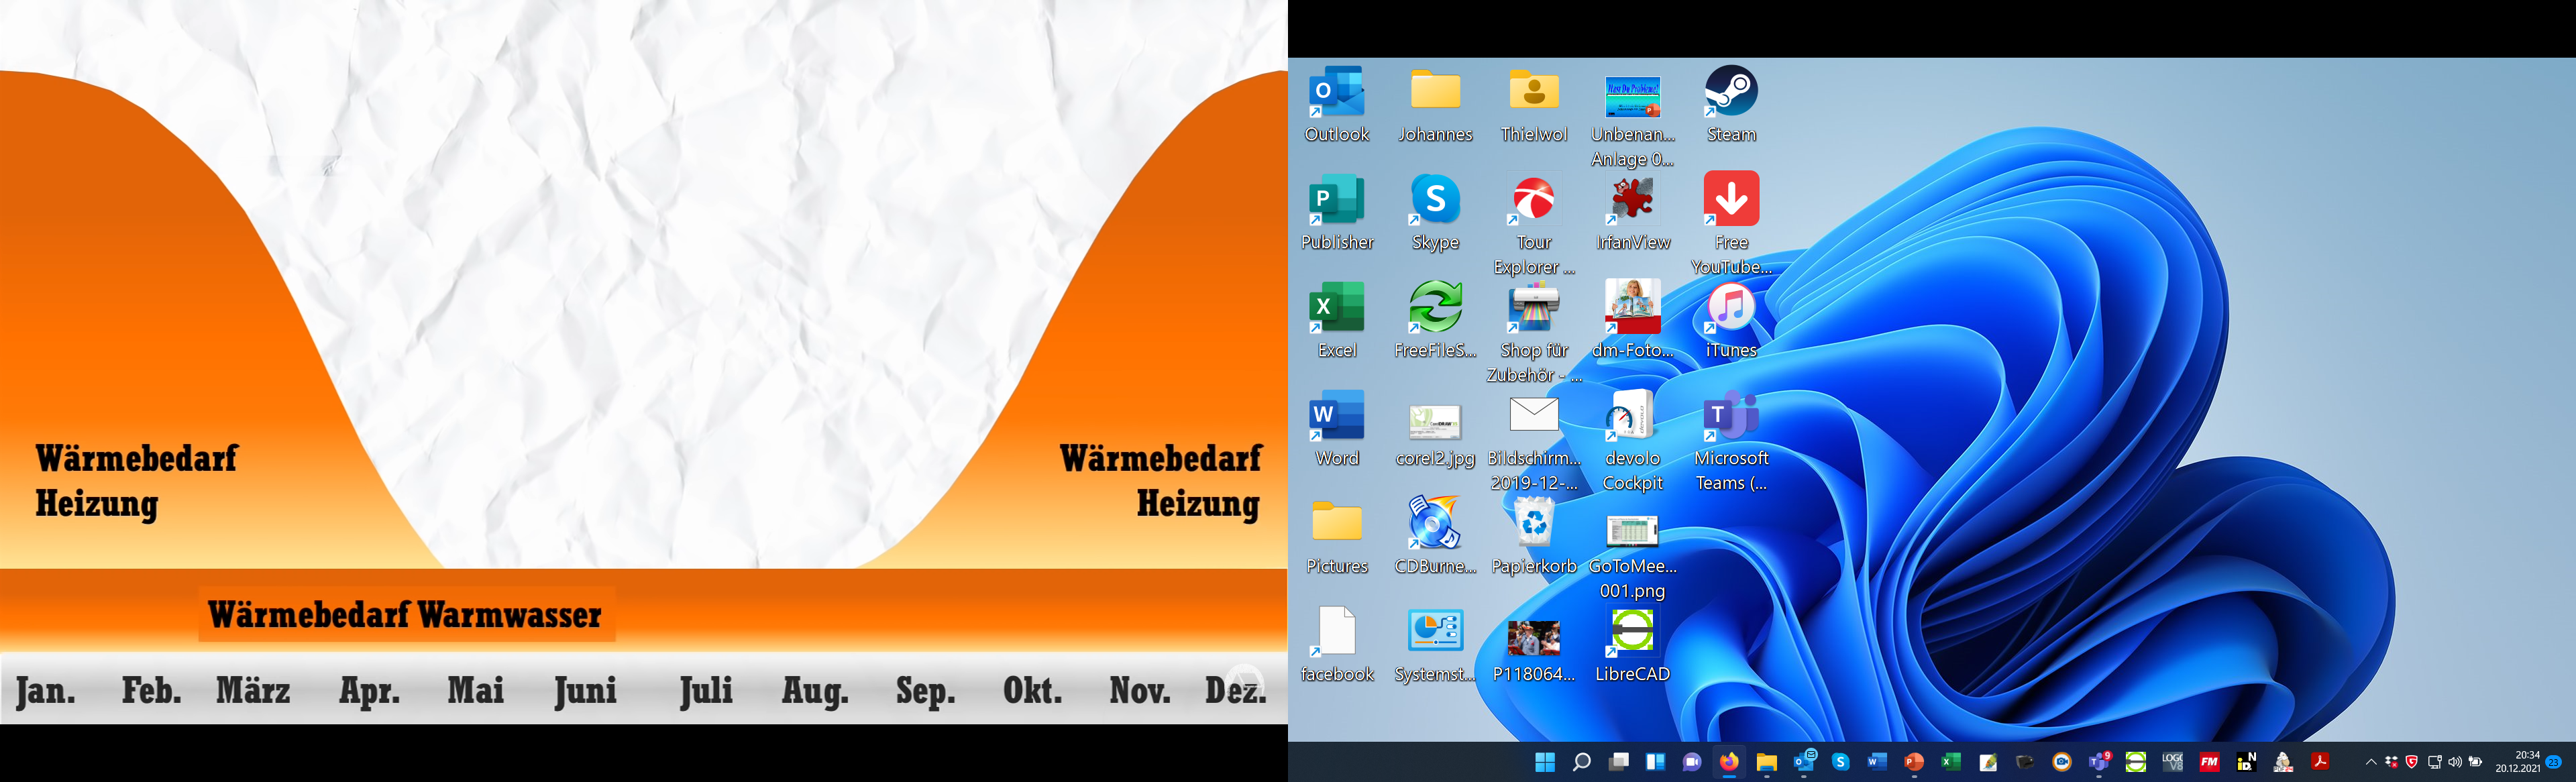 Wärmebedarf
Heizung
Wärmebedarf
Heizung
Wärmebedarf Warmwasser
Jan. Feb. März Apr. Mai Juni Juli Aug. Sep. Okt. Nov. Dez.
Outlook Johannes Thielwol Unbenan... Steam
Anlage 0...
Publisher Skype Tour IrfanView Free
Explorer ... YouTube...
Excel FreeFileS... Shop für dm-Foto... iTunes
Zubehör - ...
Word corel2.jpg Bildschirm... devolo Microsoft
2019-12-... Cockpit Teams (...
Pictures CDBurne... Papierkorb GoToMee...
001.png
facebook Systemst... P118064... LibreCAD
20:34
20.12.2021 23